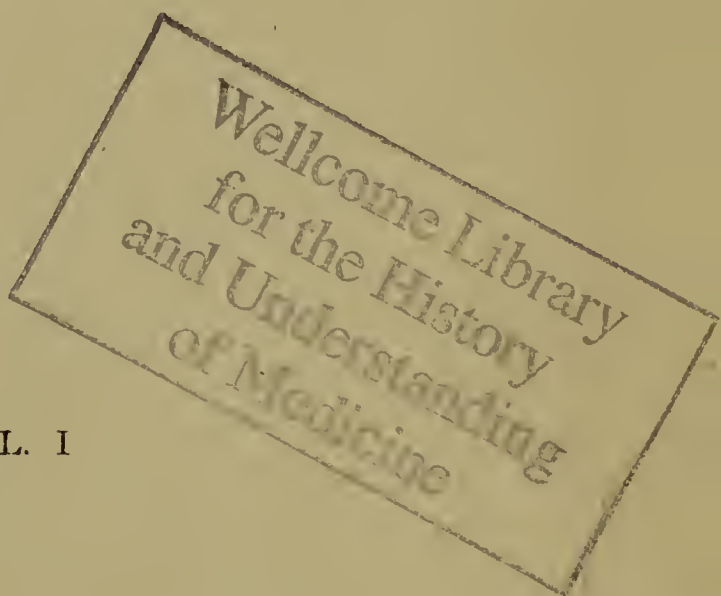 Wellcome Library
for the History
and Understanding
of Medicine
L. I